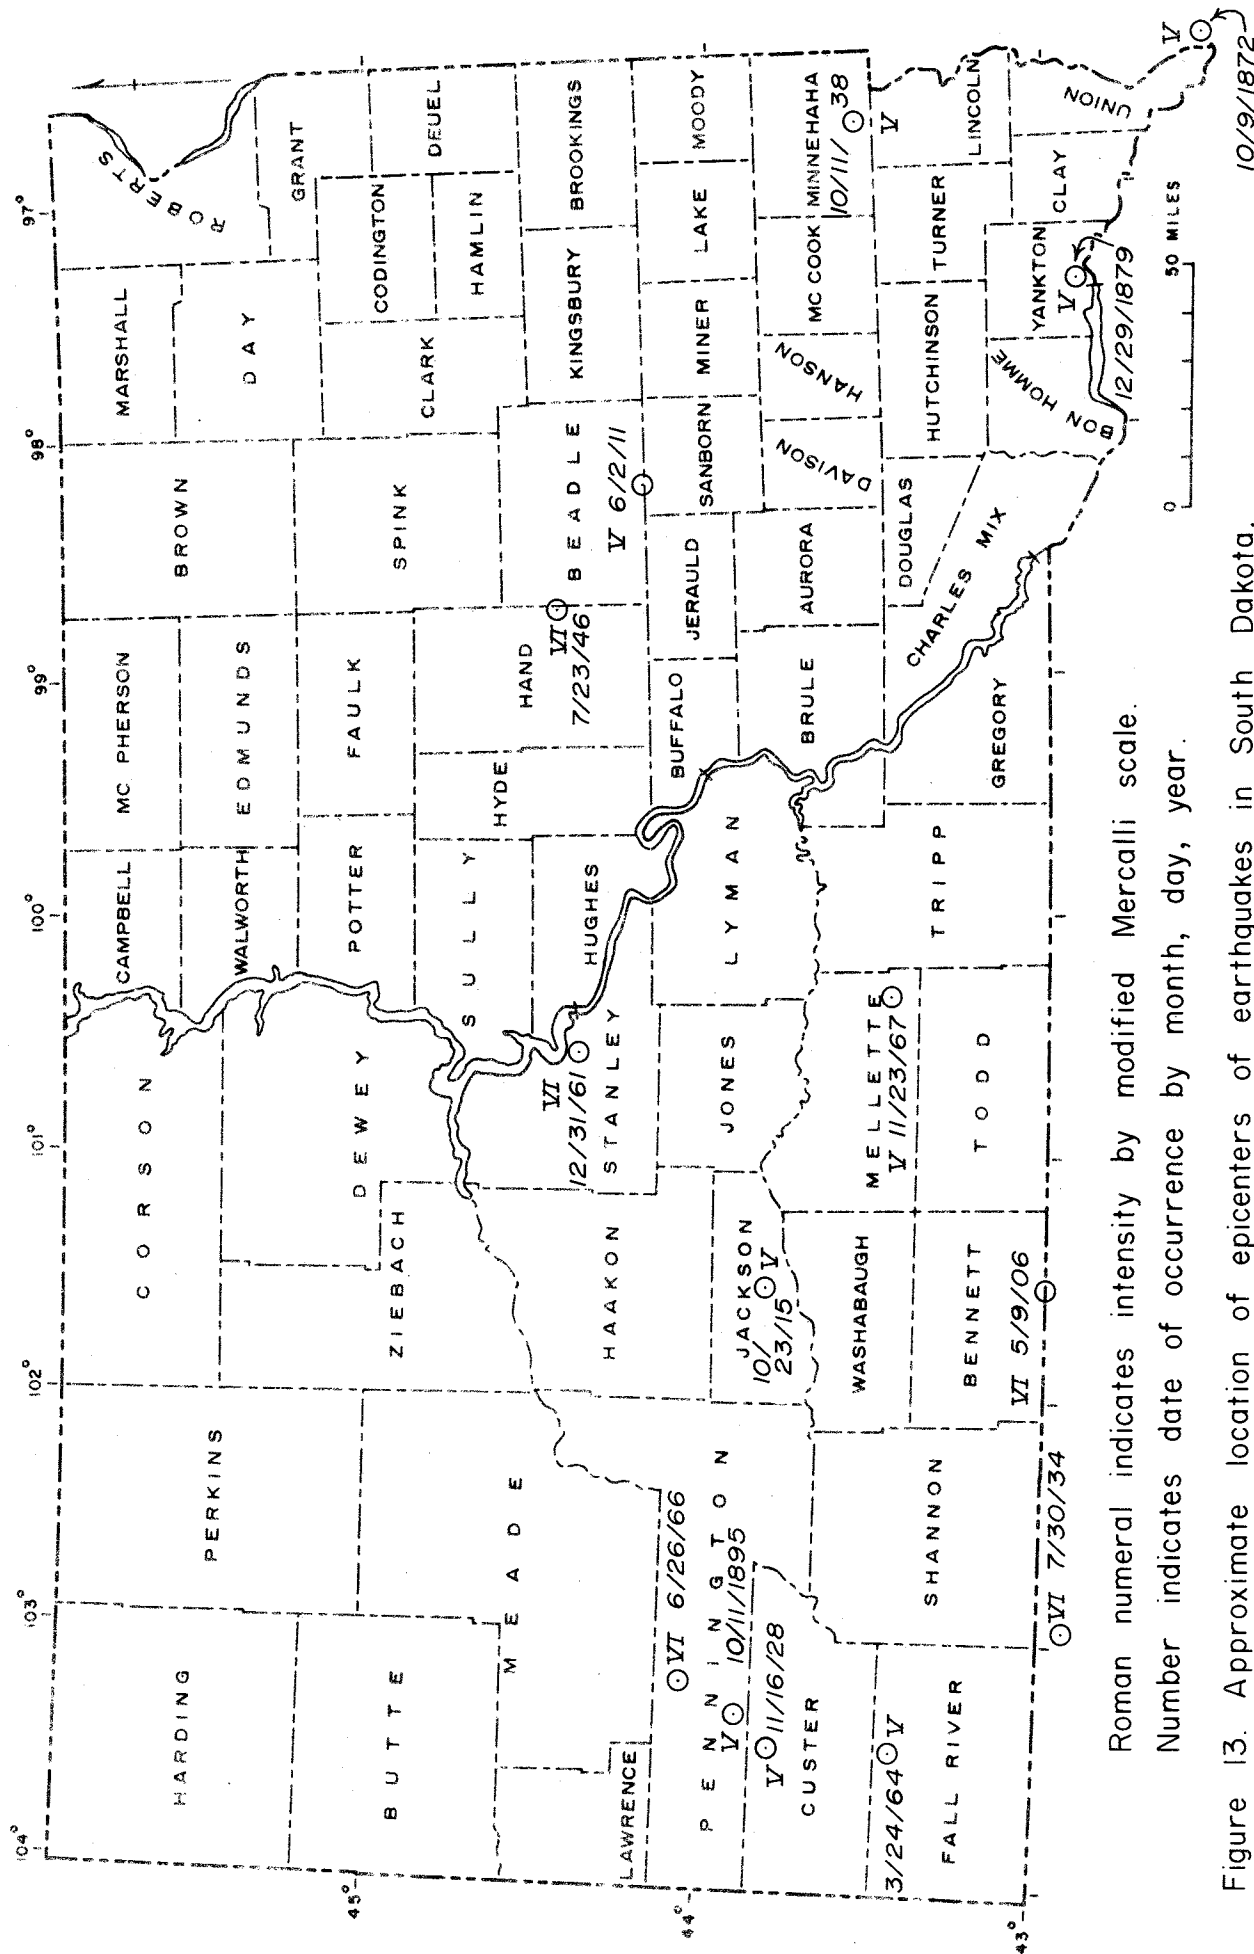 104°
103°
102°
101°
100°
99°
98°
97°
45°
44°
43°
HARDING
PERKINS
CORSON
CAMPBELL
MC PHERSON
BROWN
MARSHALL
ROBERTS
WALWORTH
EDMUNDS
DAY
GRANT
BUTTE
MEADE
ZIEBACH
DEWEY
POTTER
FAULK
SPINK
CLARK
CODINGTON
DEUEL
HAMLIN
SULLY
HYDE
HAND
VI
7/23/46
BEADLE
V 6/2/11
KINGSBURY
BROOKINGS
LAWRENCE
HAAKON
STANLEY
VI
12/31/61
HUGHES
BUFFALO
JERAULD
SANBORN
MINER
LAKE
MOODY
PENNINGTON
VI 6/26/66
V 10/11/1895
JACKSON
10/
23/15
V
JONES
LYMAN
BRULE
AURORA
DAVISON
HANSON
MC COOK
MINNEHAHA
10/11/38
V
CUSTER
V 11/16/28
WASHABAUGH
MELLETTE
V 11/23/67
TRIPP
GREGORY
CHARLES MIX
DOUGLAS
HUTCHINSON
TURNER
LINCOLN
FALL RIVER
3/24/64 V
SHANNON
BENNETT
VI 5/9/06
TODD
BON HOMME
YANKTON
V
12/29/1879
CLAY
UNION
V
10/9/1872
VI 7/30/34
0 50 MILES
Roman numeral indicates intensity by modified Mercalli scale.
Number indicates date of occurrence by month, day, year.
Figure 13. Approximate location of epicenters of earthquakes in South Dakota.